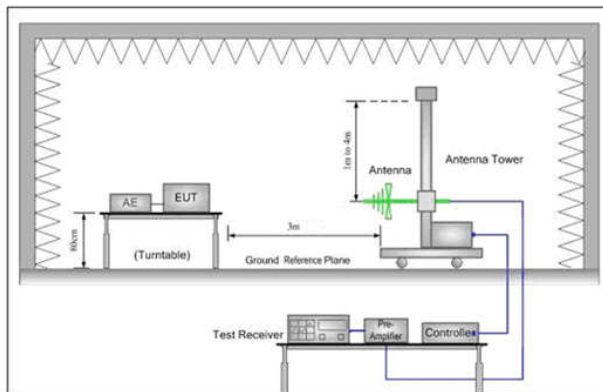 1m to 4m
Antenna
Antenna Tower
AE
EUT
80cm
(Turntable)
3m
Ground Reference Plane
Test Receiver
Pre-
Amplifier
Controller